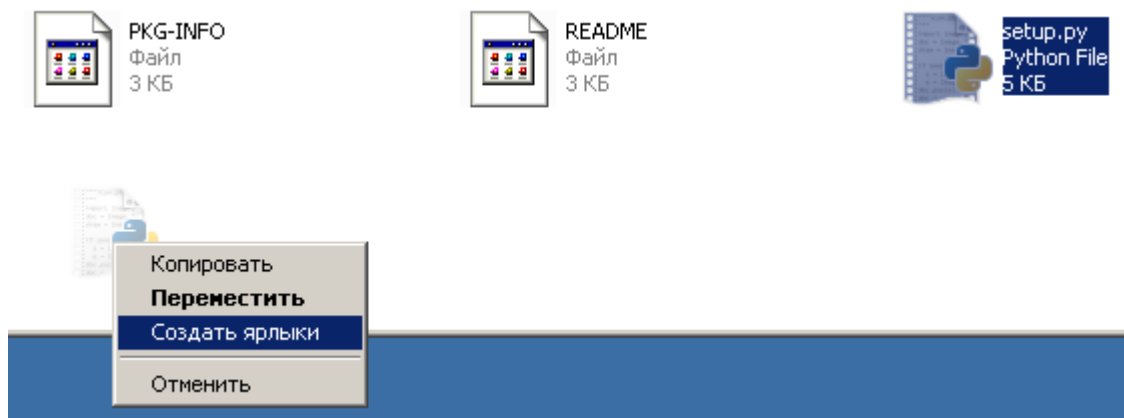 PKG-INFO
Файл
3 КБ
README
Файл
3 КБ
setup.py
Python File
5 КБ
Копировать
Переместить
Создать ярлыки
Отменить